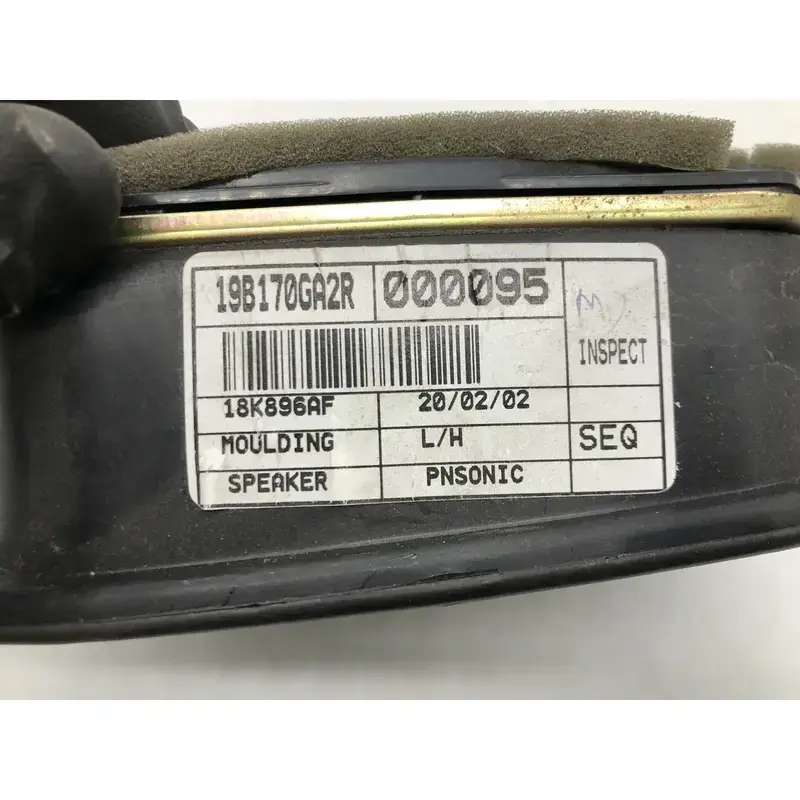 19B170GA2R 000095
INSPECT
18K896AF 20/02/02
MOULDING L/H SEQ
SPEAKER PNSONIC